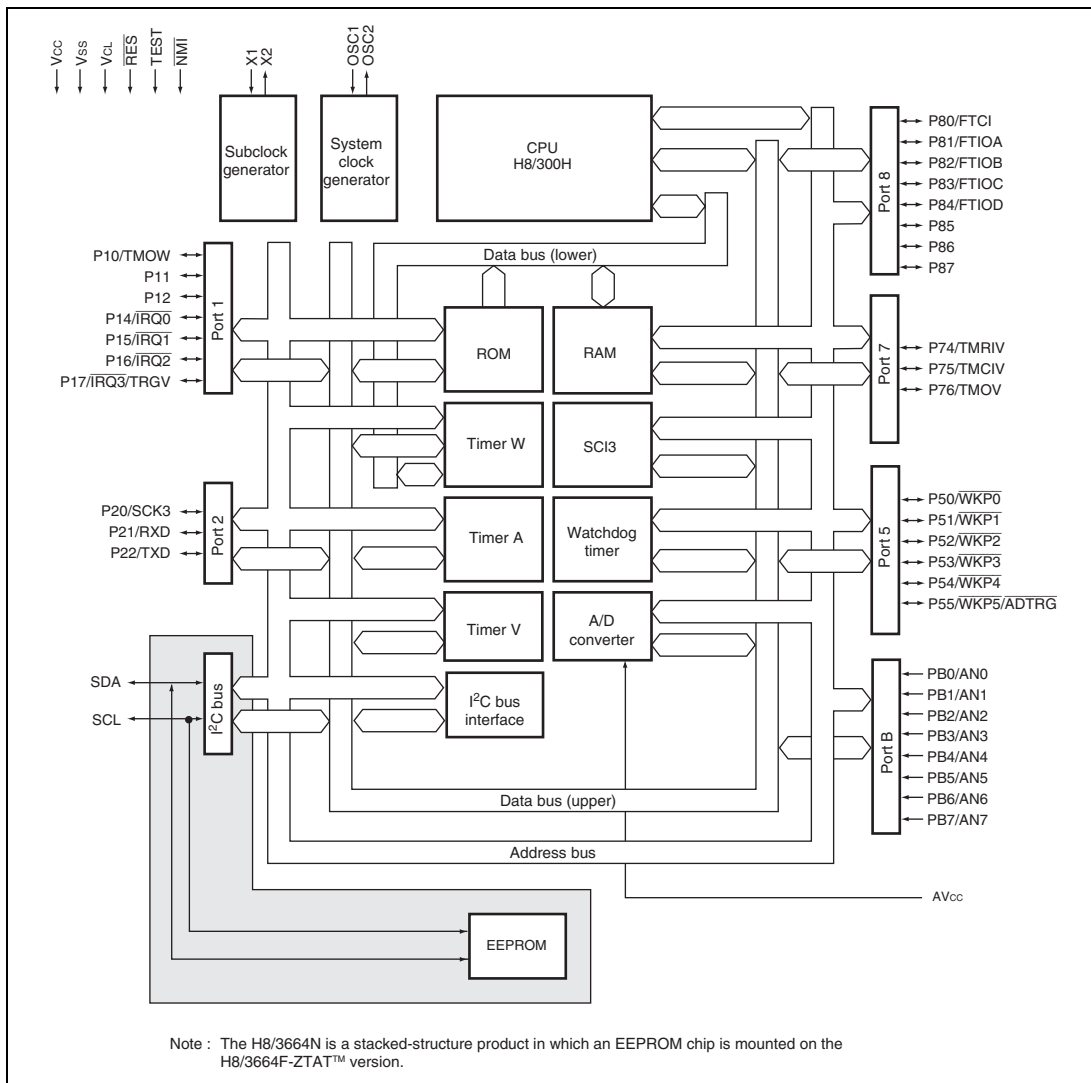 Vcc
Vss
VcL
RES
TEST
NMI
X1
X2
OSC1
OSC2
Subclock
generator
System
clock
generator
CPU
H8/300H
Port 8
P80/FTCI
P81/FTIOA
P82/FTIOB
P83/FTIOC
P84/FTIOD
P85
P86
P87
Data bus (lower)
P10/TMOW
P11
P12
P14/IRQ0
P15/IRQ1
P16/IRQ2
P17/IRQ3/TRGV
Port 1
ROM
RAM
Port 7
P74/TMRIV
P75/TMCIV
P76/TMOV
Timer W
SCI3
P20/SCK3
P21/RXD
P22/TXD
Port 2
Timer A
Watchdog
timer
Port 5
P50/WKP0
P51/WKP1
P52/WKP2
P53/WKP3
P54/WKP4
P55/WKP5/ADTRG
Timer V
A/D
converter
SDA
SCL
I²C bus
I²C bus
interface
Port B
PB0/AN0
PB1/AN1
PB2/AN2
PB3/AN3
PB4/AN4
PB5/AN5
PB6/AN6
PB7/AN7
Data bus (upper)
Address bus
AVcc
EEPROM
Note : The H8/3664N is a stacked-structure product in which an EEPROM chip is mounted on the
H8/3664F-ZTAT™ version.